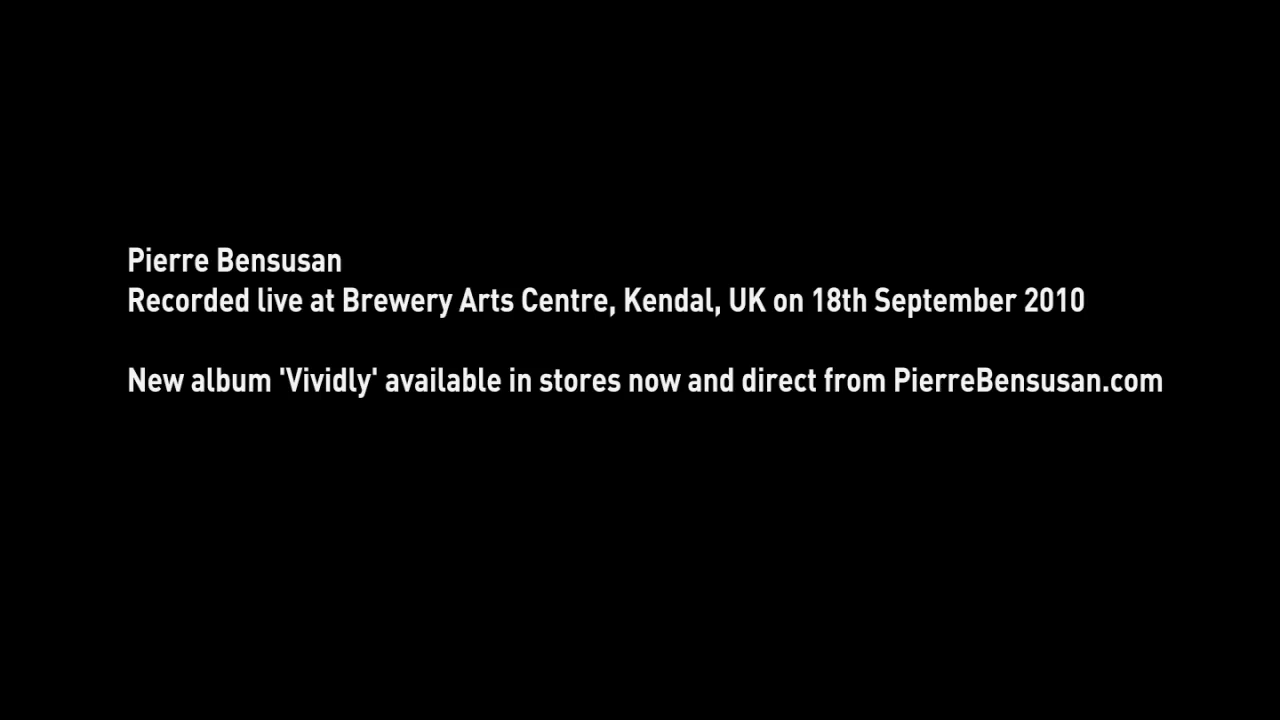 Pierre Bensusan
Recorded live at Brewery Arts Centre, Kendal, UK on 18th September 2010
New album 'Vividly' available in stores now and direct from PierreBensusan.com